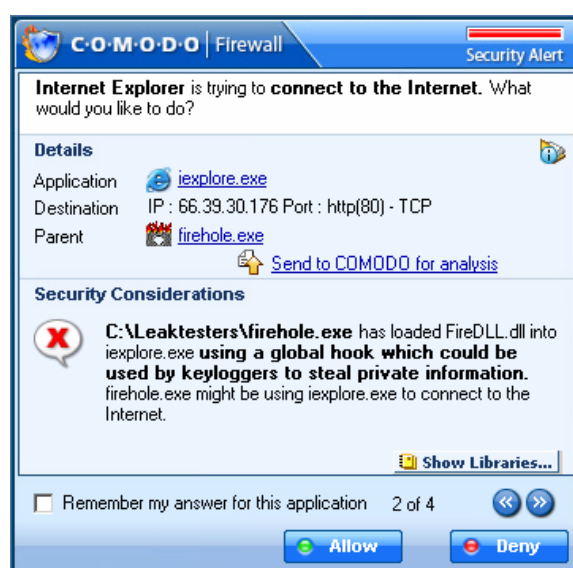 C·O·M·O·D·O | Firewall
Security Alert
Internet Explorer is trying to connect to the Internet. What
would you like to do?
Details
Application iexplore.exe
Destination IP : 66.39.30.176 Port : http(80) - TCP
Parent firehole.exe
Send to COMODO for analysis
Security Considerations
C:\Leaktesters\firehole.exe has loaded FireDLL.dll into
iexplore.exe using a global hook which could be
used by keyloggers to steal private information.
firehole.exe might be using iexplore.exe to connect to the
Internet.
Show Libraries...
Remember my answer for this application 2 of 4
Allow Deny